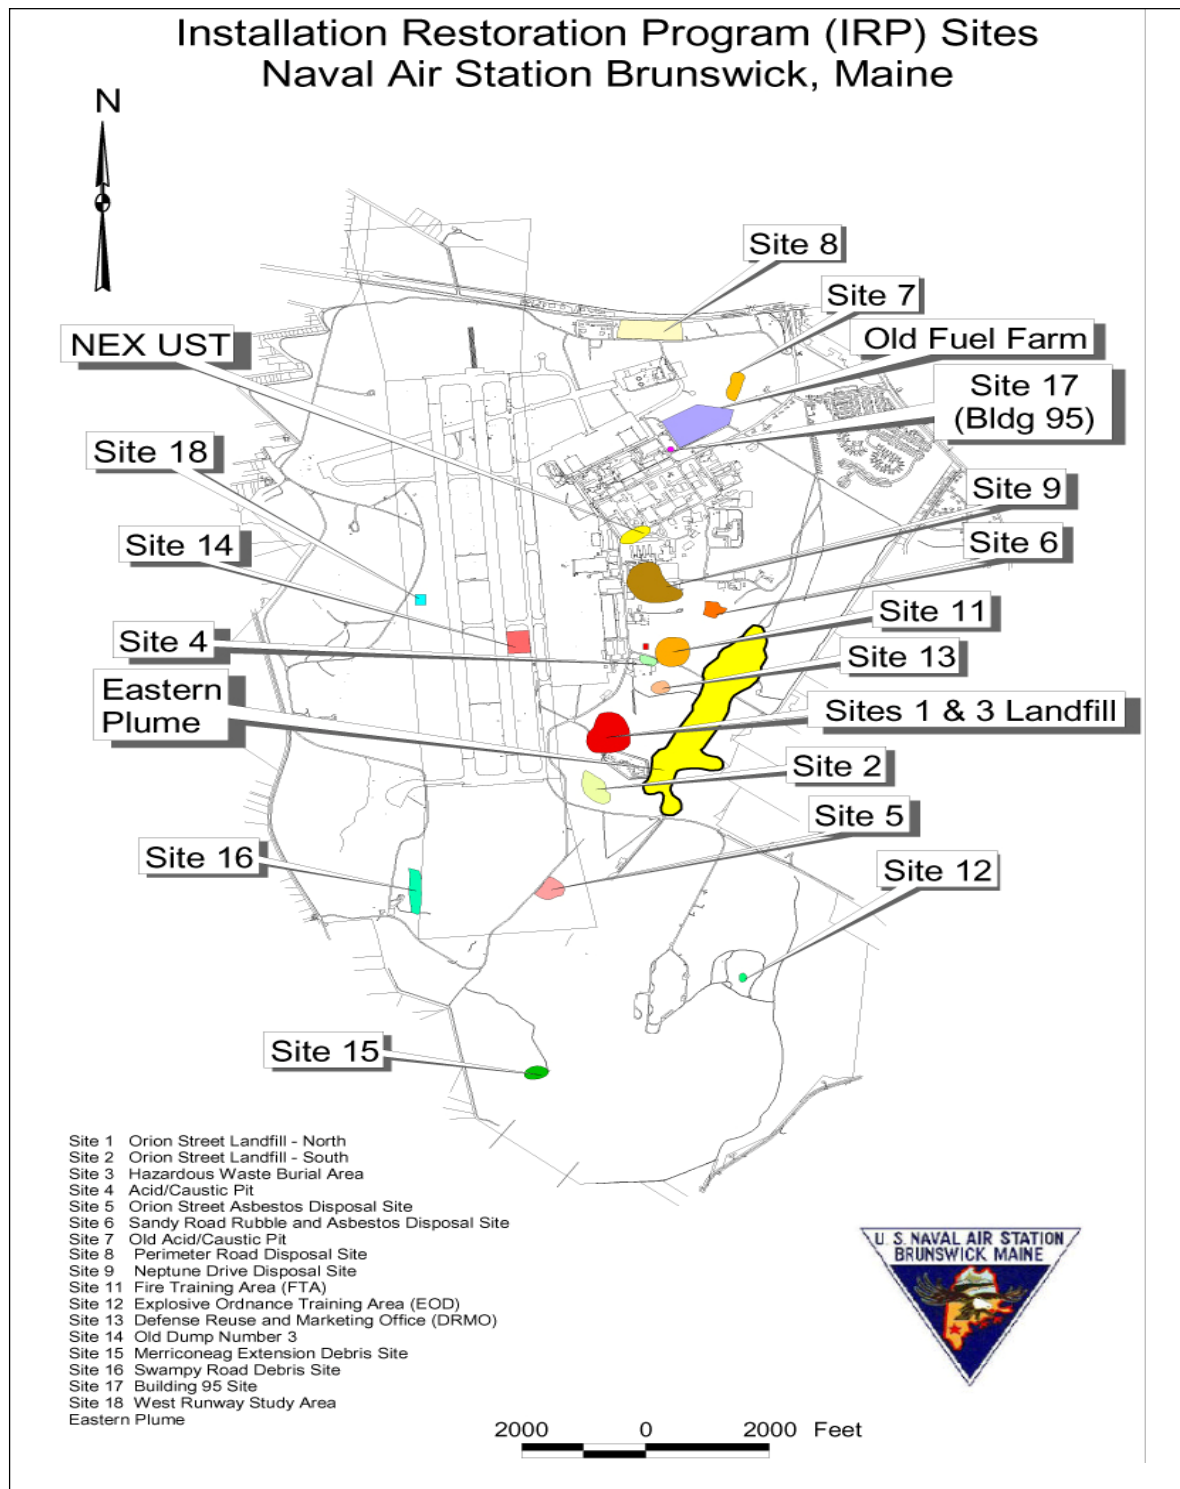 Installation Restoration Program (IRP) Sites
Naval Air Station Brunswick, Maine
N
Site 8
Site 7
NEX UST
Old Fuel Farm
Site 17
(Bldg 95)
Site 18
Site 9
Site 14
Site 6
Site 11
Site 4
Site 13
Eastern
Plume
Sites 1 & 3 Landfill
Site 2
Site 5
Site 16
Site 12
Site 15
Site 1 Orion Street Landfill - North
Site 2 Orion Street Landfill - South
Site 3 Hazardous Waste Burial Area
Site 4 Acid/Caustic Pit
Site 5 Orion Street Asbestos Disposal Site
Site 6 Sandy Road Rubble and Asbestos Disposal Site
Site 7 Old Acid/Caustic Pit
Site 8 Perimeter Road Disposal Site
Site 9 Neptune Drive Disposal Site
Site 11 Fire Training Area (FTA)
Site 12 Explosive Ordnance Training Area (EOD)
Site 13 Defense Reuse and Marketing Office (DRMO)
Site 14 Old Dump Number 3
Site 15 Merriconeag Extension Debris Site
Site 16 Swampy Road Debris Site
Site 17 Building 95 Site
Site 18 West Runway Study Area
Eastern Plume
U.S. NAVAL AIR STATION
BRUNSWICK MAINE
2000 0 2000 Feet